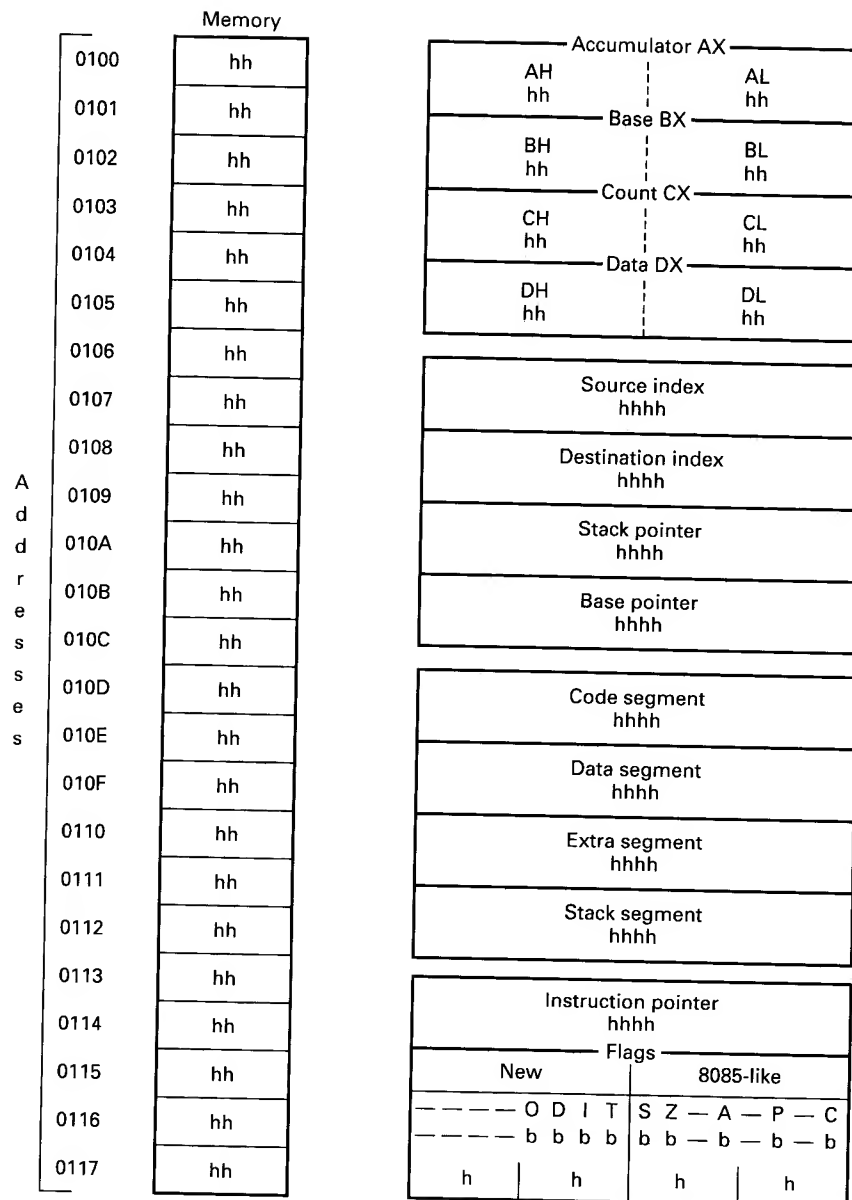 Memory
0100 hh
0101 hh
0102 hh
0103 hh
0104 hh
0105 hh
0106 hh
0107 hh
0108 hh
0109 hh
010A hh
010B hh
010C hh
010D hh
010E hh
010F hh
0110 hh
0111 hh
0112 hh
0113 hh
0114 hh
0115 hh
0116 hh
0117 hh
Addresses
Accumulator AX
AH AL
hh hh
Base BX
BH BL
hh hh
Count CX
CH CL
hh hh
Data DX
DH DL
hh hh
Source index
hhhh
Destination index
hhhh
Stack pointer
hhhh
Base pointer
hhhh
Code segment
hhhh
Data segment
hhhh
Extra segment
hhhh
Stack segment
hhhh
Instruction pointer
hhhh
Flags
New 8085-like
— — — — O D I T S Z — A — P — C
— — — — b b b b b b — b — b — b
h h h h